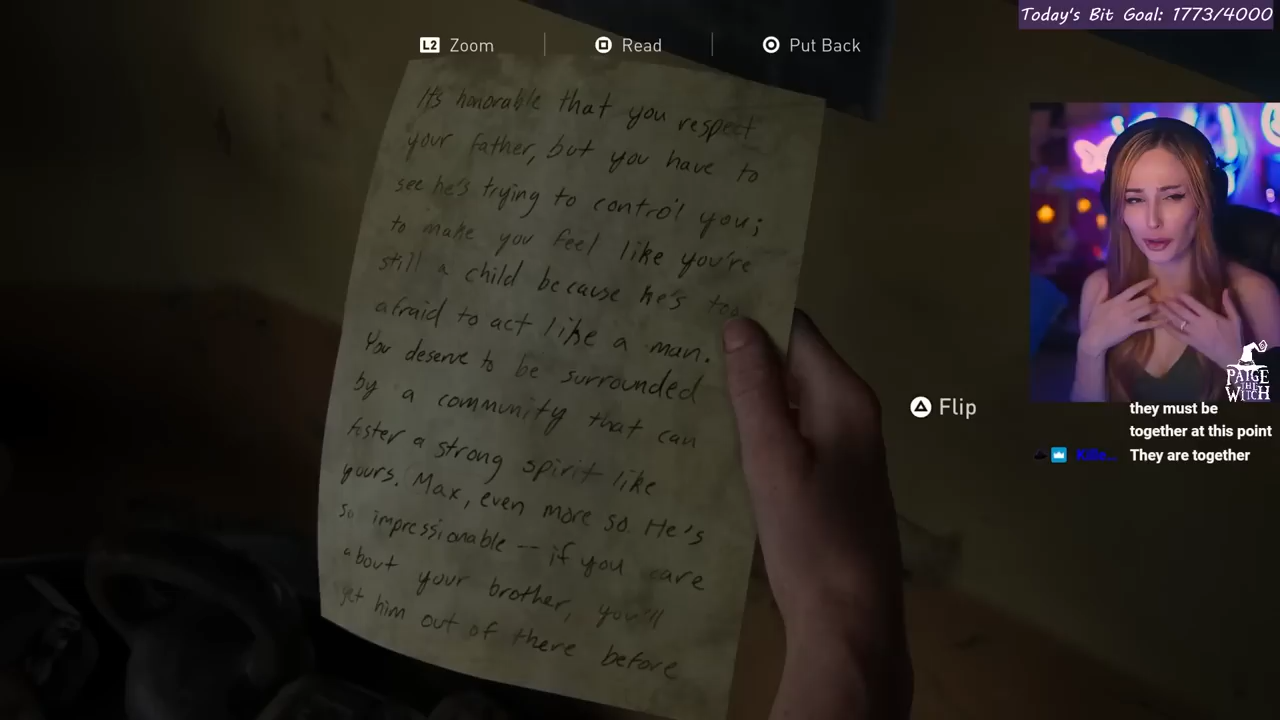 Today's Bit Goal: 1773/4000
L2 Zoom
Read
Put Back
It's honorable that you respect
your father, but you have to
see he's trying to control you;
to make you feel like you're
still a child because he's too
afraid to act like a man.
You deserve to be surrounded
by a community that can
foster a strong spirit like
yours. Max, even more so. He's
so impressionable -- if you care
about your brother, you'll
get him out of there before
Flip
PAIGE
THE
WITCH
they must be
together at this point
They are together